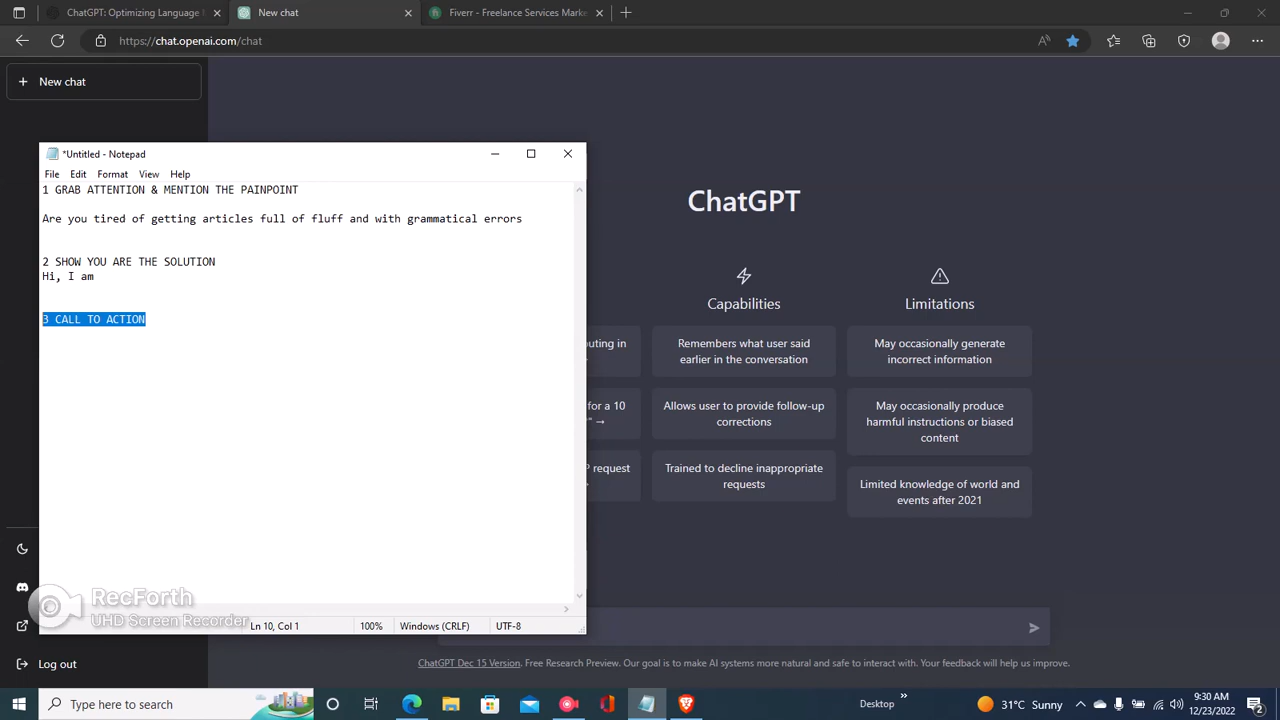 ChatGPT: Optimizing Language
New chat
Fiverr - Freelance Services Marke
https://chat.openai.com/chat
New chat
*Untitled - Notepad
File Edit Format View Help
1 GRAB ATTENTION & MENTION THE PAINPOINT
Are you tired of getting articles full of fluff and with grammatical errors
2 SHOW YOU ARE THE SOLUTION
Hi, I am
3 CALL TO ACTION
Ln 10, Col 1 100% Windows (CRLF) UTF-8
RecForth
UHD Screen Recorder
ChatGPT
Capabilities
Limitations
uting in
Remembers what user said
earlier in the conversation
May occasionally generate
incorrect information
for a 10
" →
Allows user to provide follow-up
corrections
May occasionally produce
harmful instructions or biased
content
P request
Trained to decline inappropriate
requests
Limited knowledge of world and
events after 2021
Log out
ChatGPT Dec 15 Version. Free Research Preview. Our goal is to make AI systems more natural and safe to interact with. Your feedback will help us improve.
Type here to search
Desktop
31°C Sunny
9:30 AM
12/23/2022
2